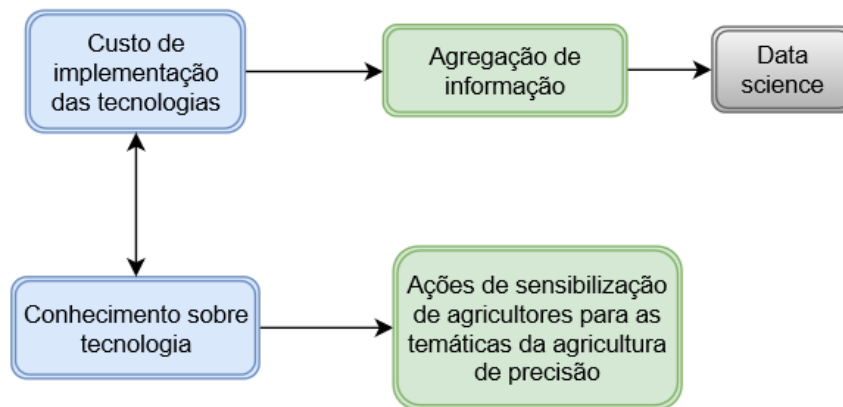 Custo de
implementação
das tecnologias
Agregação de
informação
Data
science
Conhecimento sobre
tecnologia
Ações de sensibilização
de agricultores para as
temáticas da agricultura
de precisão